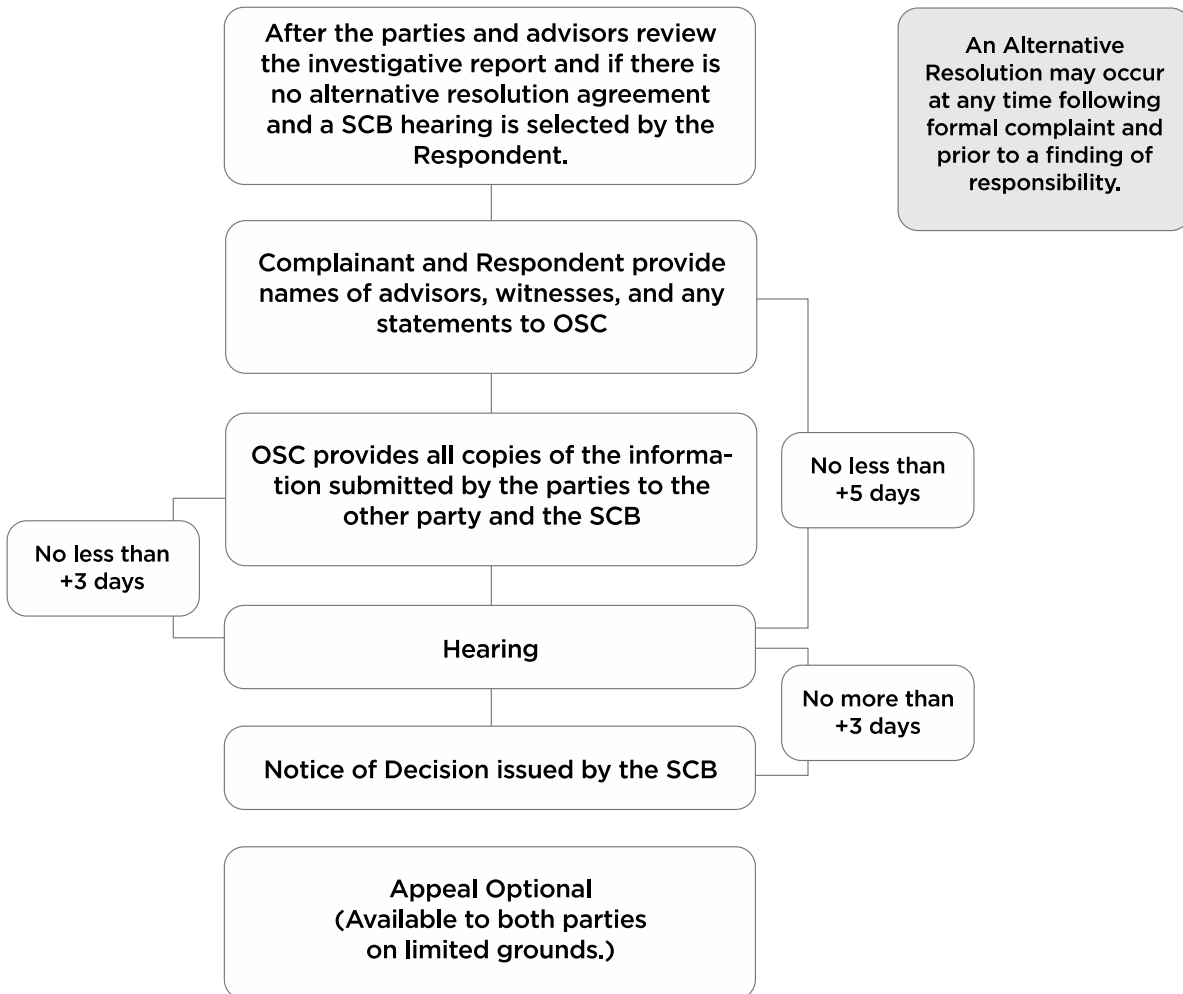 After the parties and advisors review
the investigative report and if there is
no alternative resolution agreement
and a SCB hearing is selected by the
Respondent.
An Alternative
Resolution may occur
at any time following
formal complaint and
prior to a finding of
responsibility.
Complainant and Respondent provide
names of advisors, witnesses, and any
statements to OSC
OSC provides all copies of the informa-
tion submitted by the parties to the
other party and the SCB
No less than
+5 days
No less than
+3 days
Hearing
No more than
+3 days
Notice of Decision issued by the SCB
Appeal Optional
(Available to both parties
on limited grounds.)